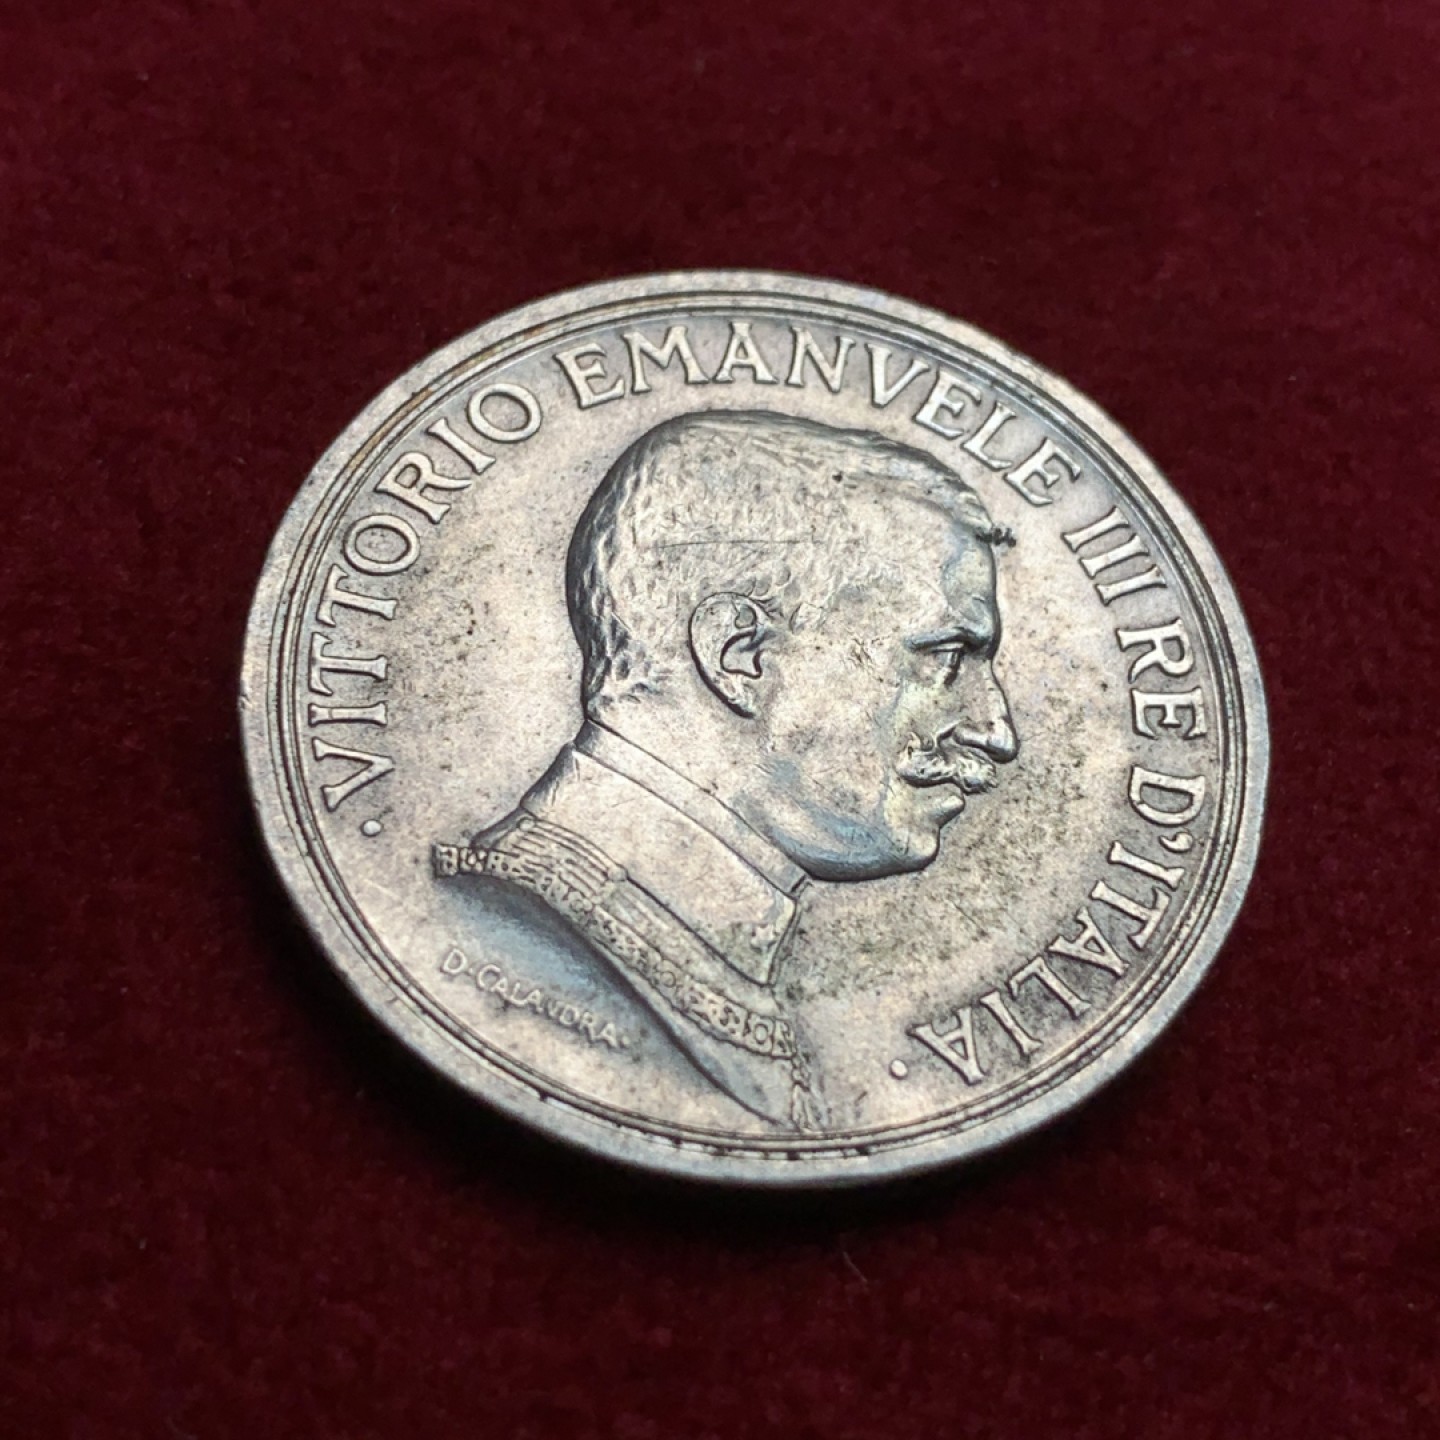 · VITTORIO EMANVELE III RE D'ITALIA ·
D·CALANDRA·